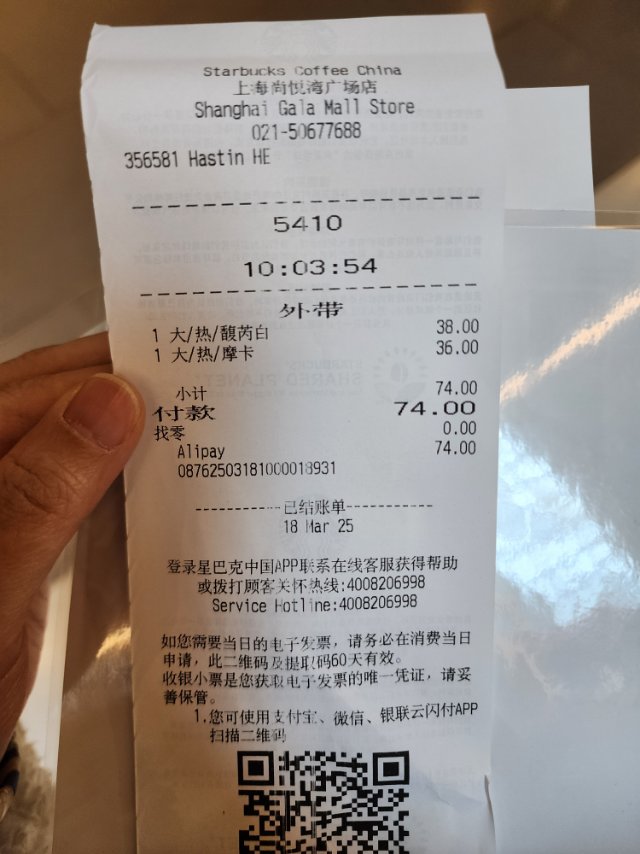 Starbucks Coffee China
上海尚悦湾广场店
Shanghai Gala Mall Store
021-50677688
356581 Hastin HE
5410
10:03:54
外带
1 大/热/馥芮白 38.00
1 大/热/摩卡 36.00
小计 74.00
付款 74.00
找零 0.00
Alipay 74.00
08762503181000018931
------------已结账单------------
18 Mar 25
登录星巴克中国APP联系在线客服获得帮助
或拨打顾客关怀热线:4008206998
Service Hotline:4008206998
如您需要当日的电子发票，请务必在消费当日
申请，此二维码及提取码60天有效。
收银小票是您获取电子发票的唯一凭证，请妥
善保管。
1.您可使用支付宝、微信、银联云闪付APP
扫描二维码